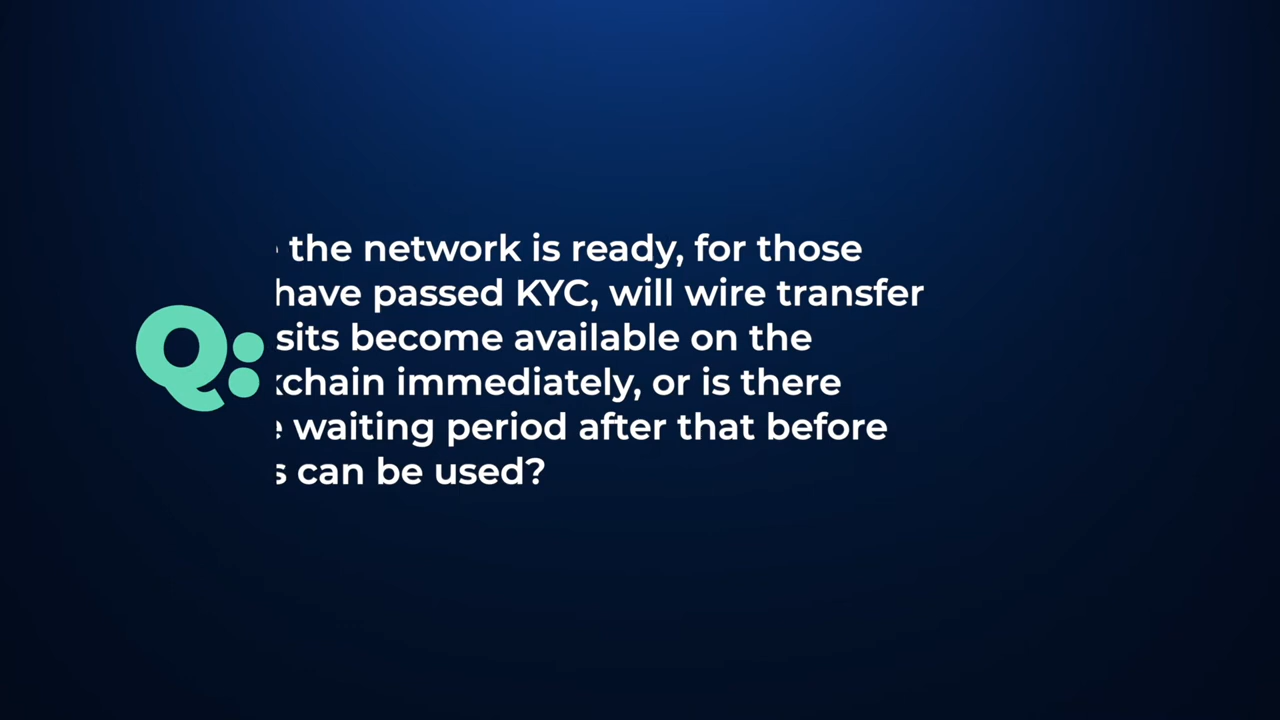 Q:
the network is ready, for those
have passed KYC, will wire transfer
sits become available on the
kchain immediately, or is there
waiting period after that before
s can be used?